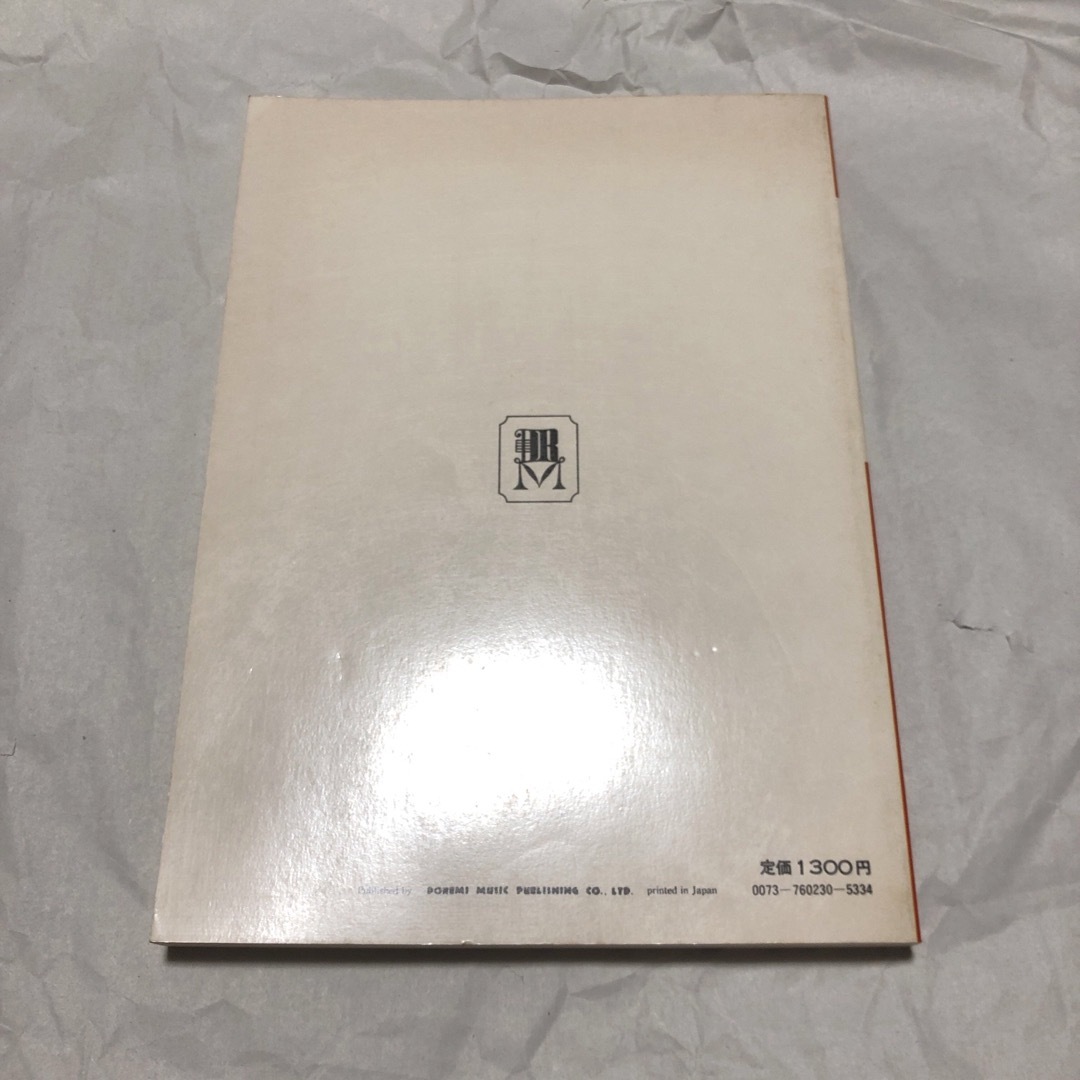 DR
M
定価1300円
Published by DOREMI MUSIC PUBLISHING CO., LTD. printed in Japan
0073-760230-5334